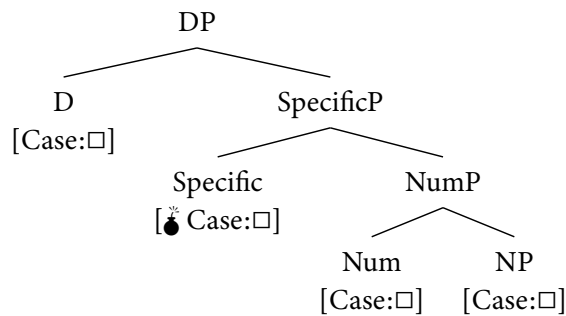 DP
D SpecificP
[Case:□]
Specific NumP
[💣Case:□]
Num NP
[Case:□] [Case:□]